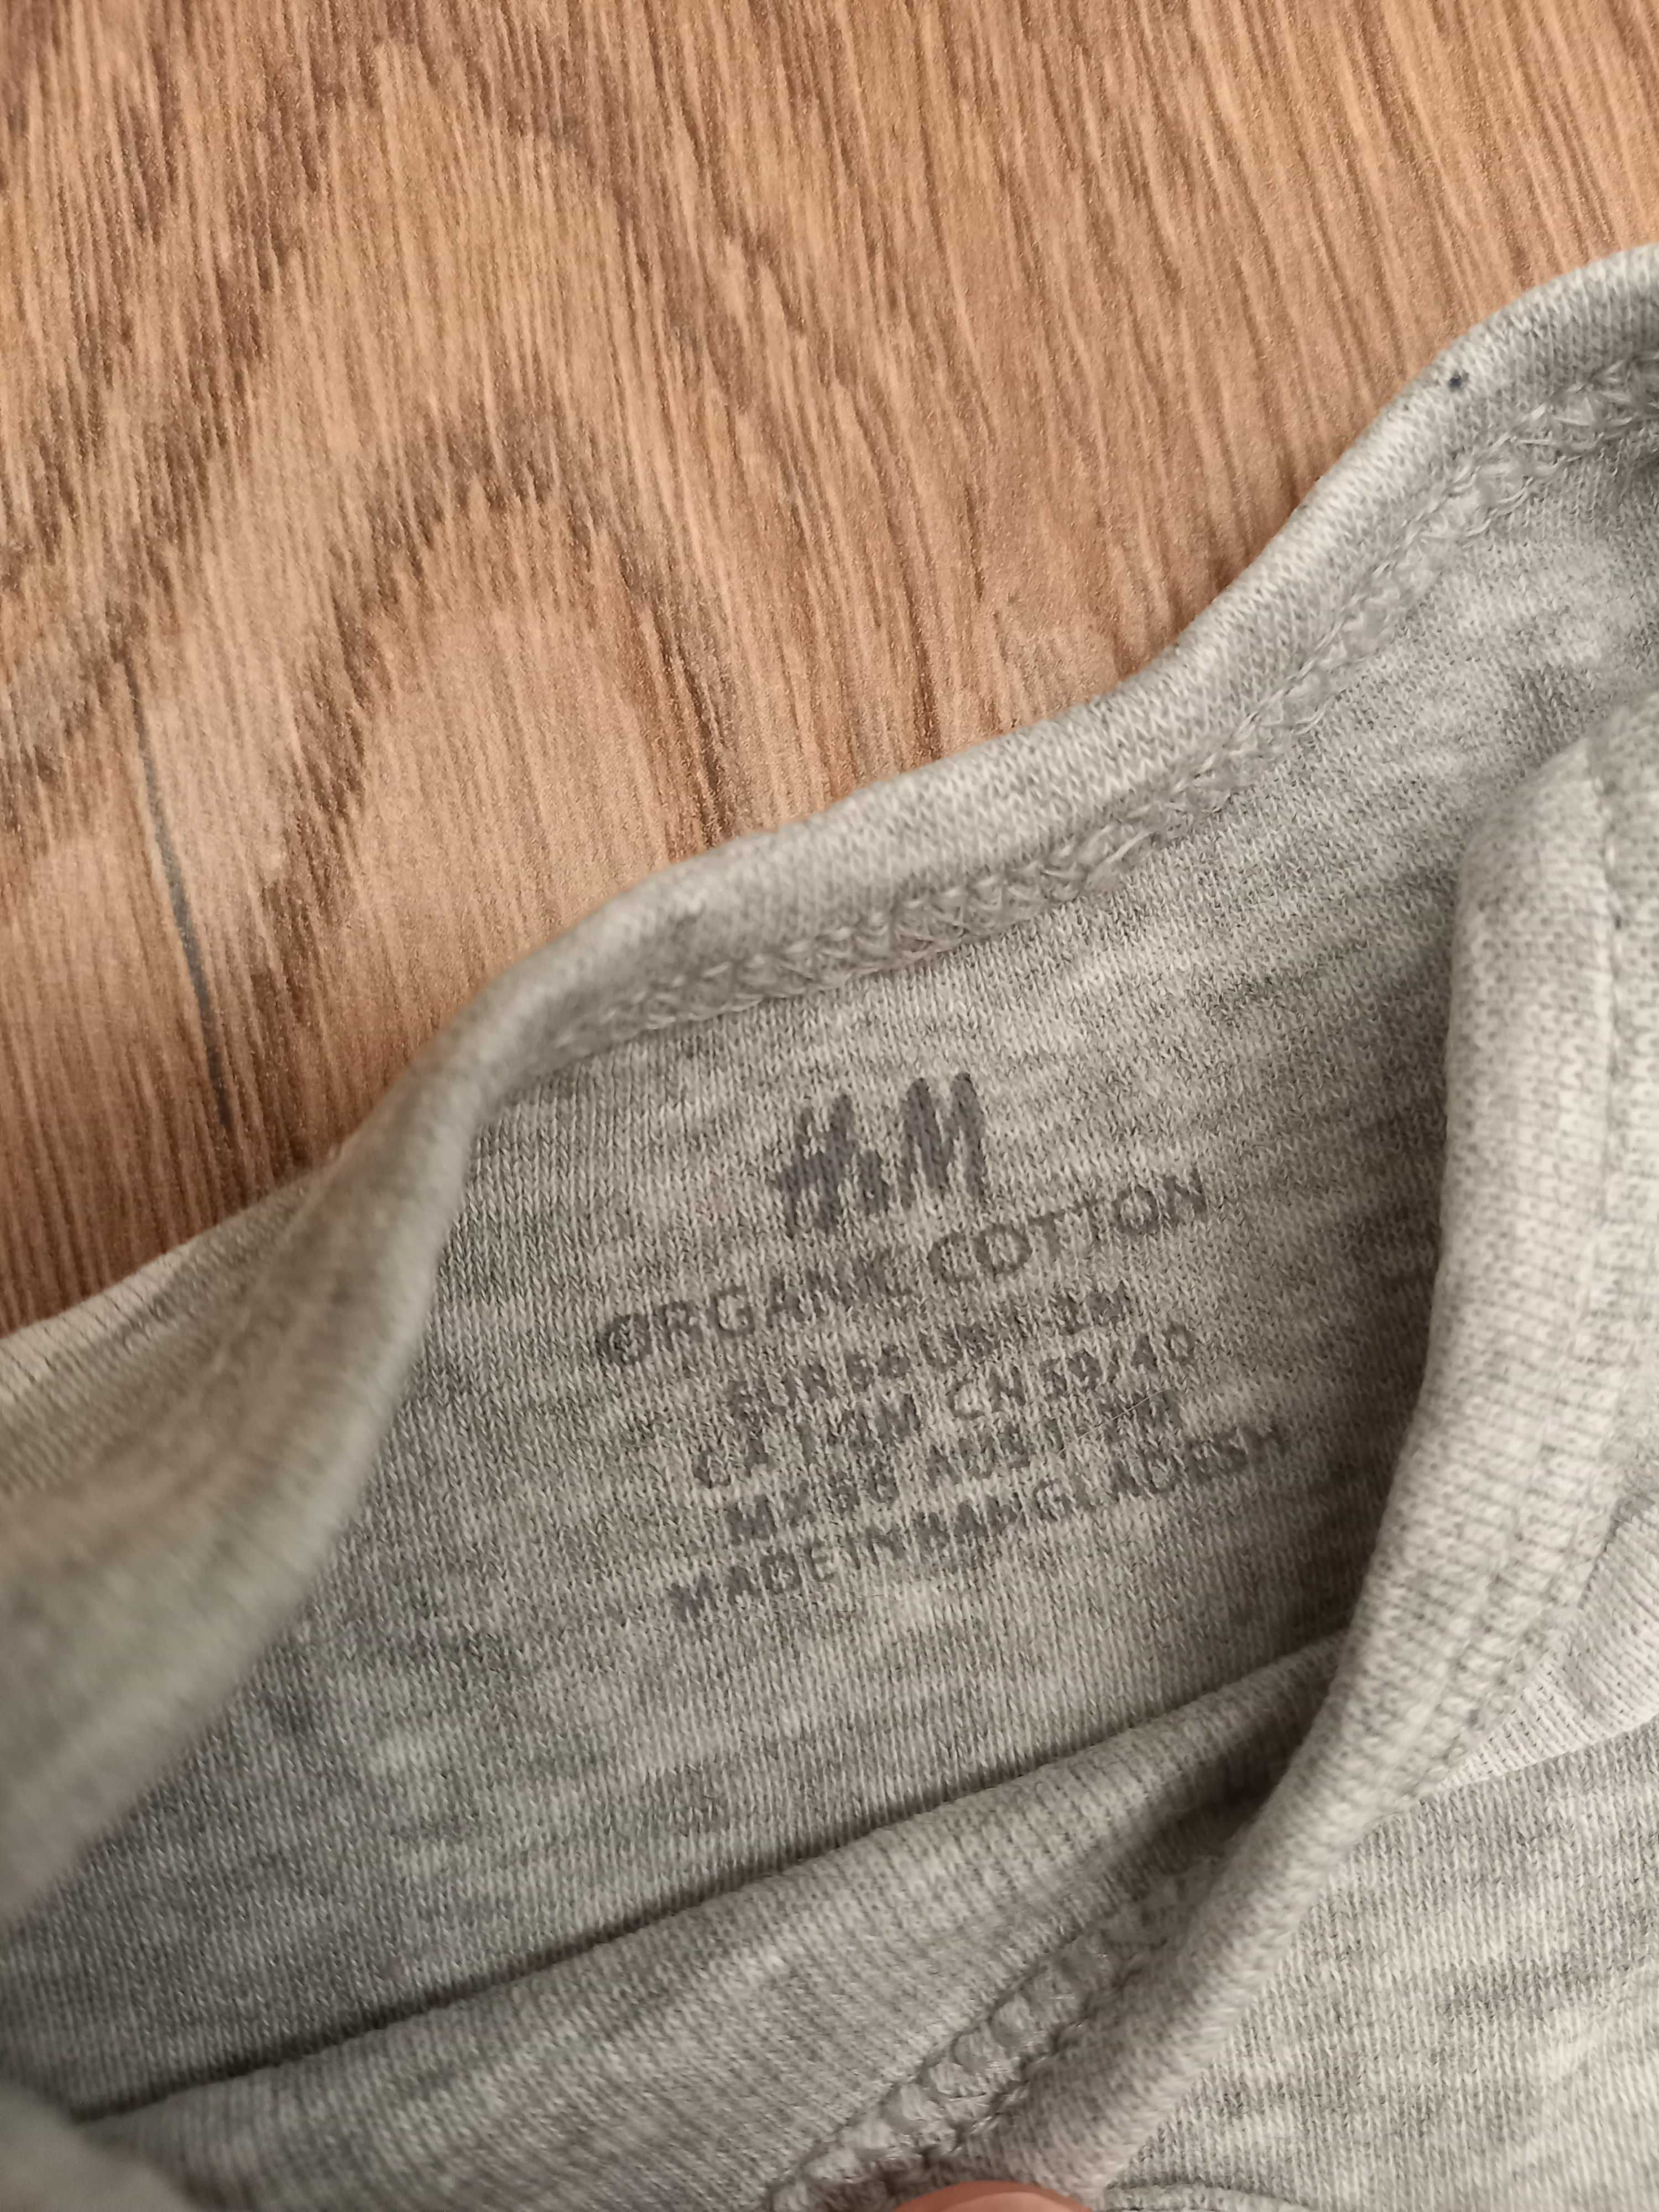 H&M
ORGANIC COTTON
EUR 56 US 1-2M
CA 1-2M CN 59/40
MX 56 AUS 1-2M
MADE IN BANGLADESH